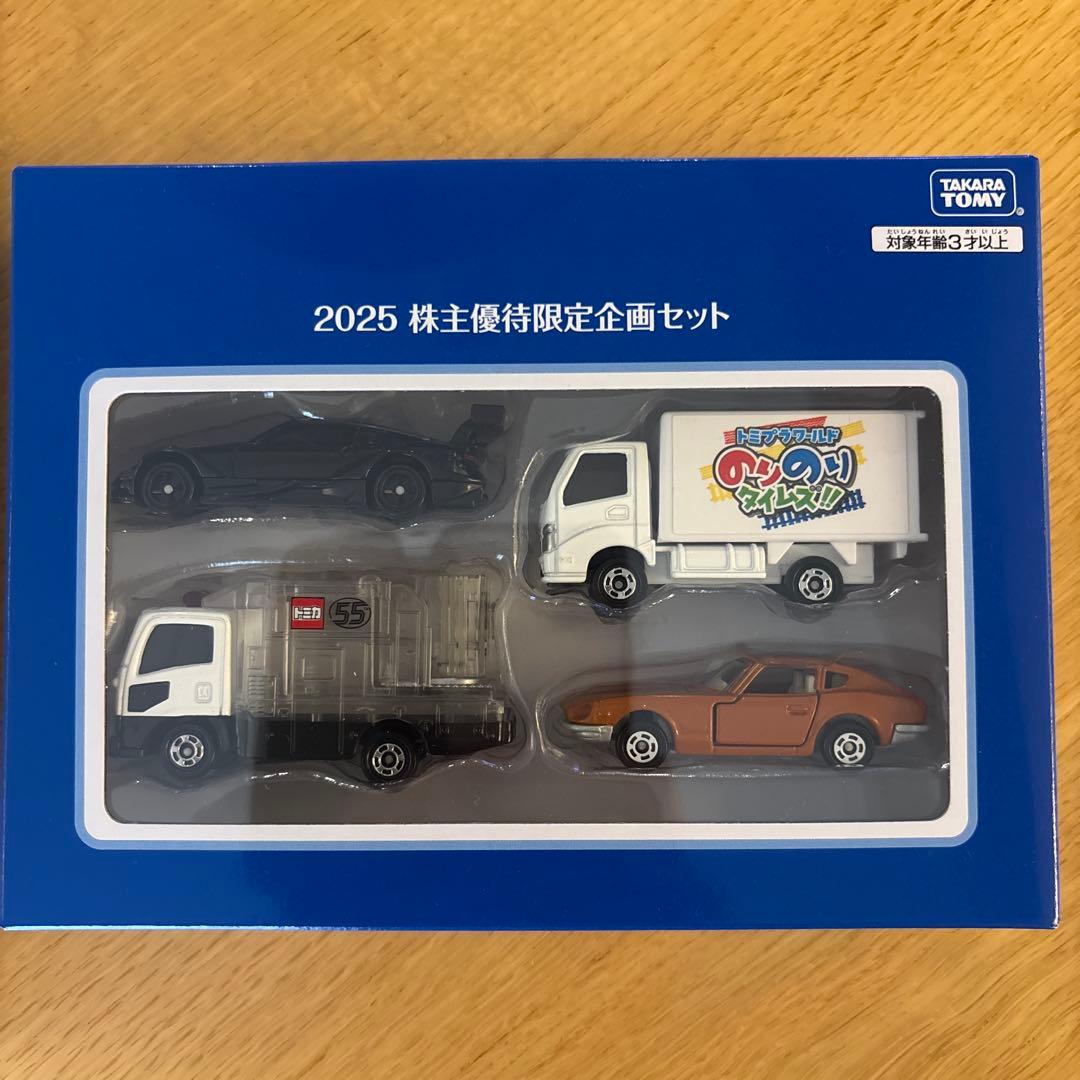 TAKARA
TOMY
たいしょうねんれい さい いじょう
対象年齢3才以上
2025 株主優待限定企画セット
トミプラワールド
のりのり
タイムズ!!
トミカ 55